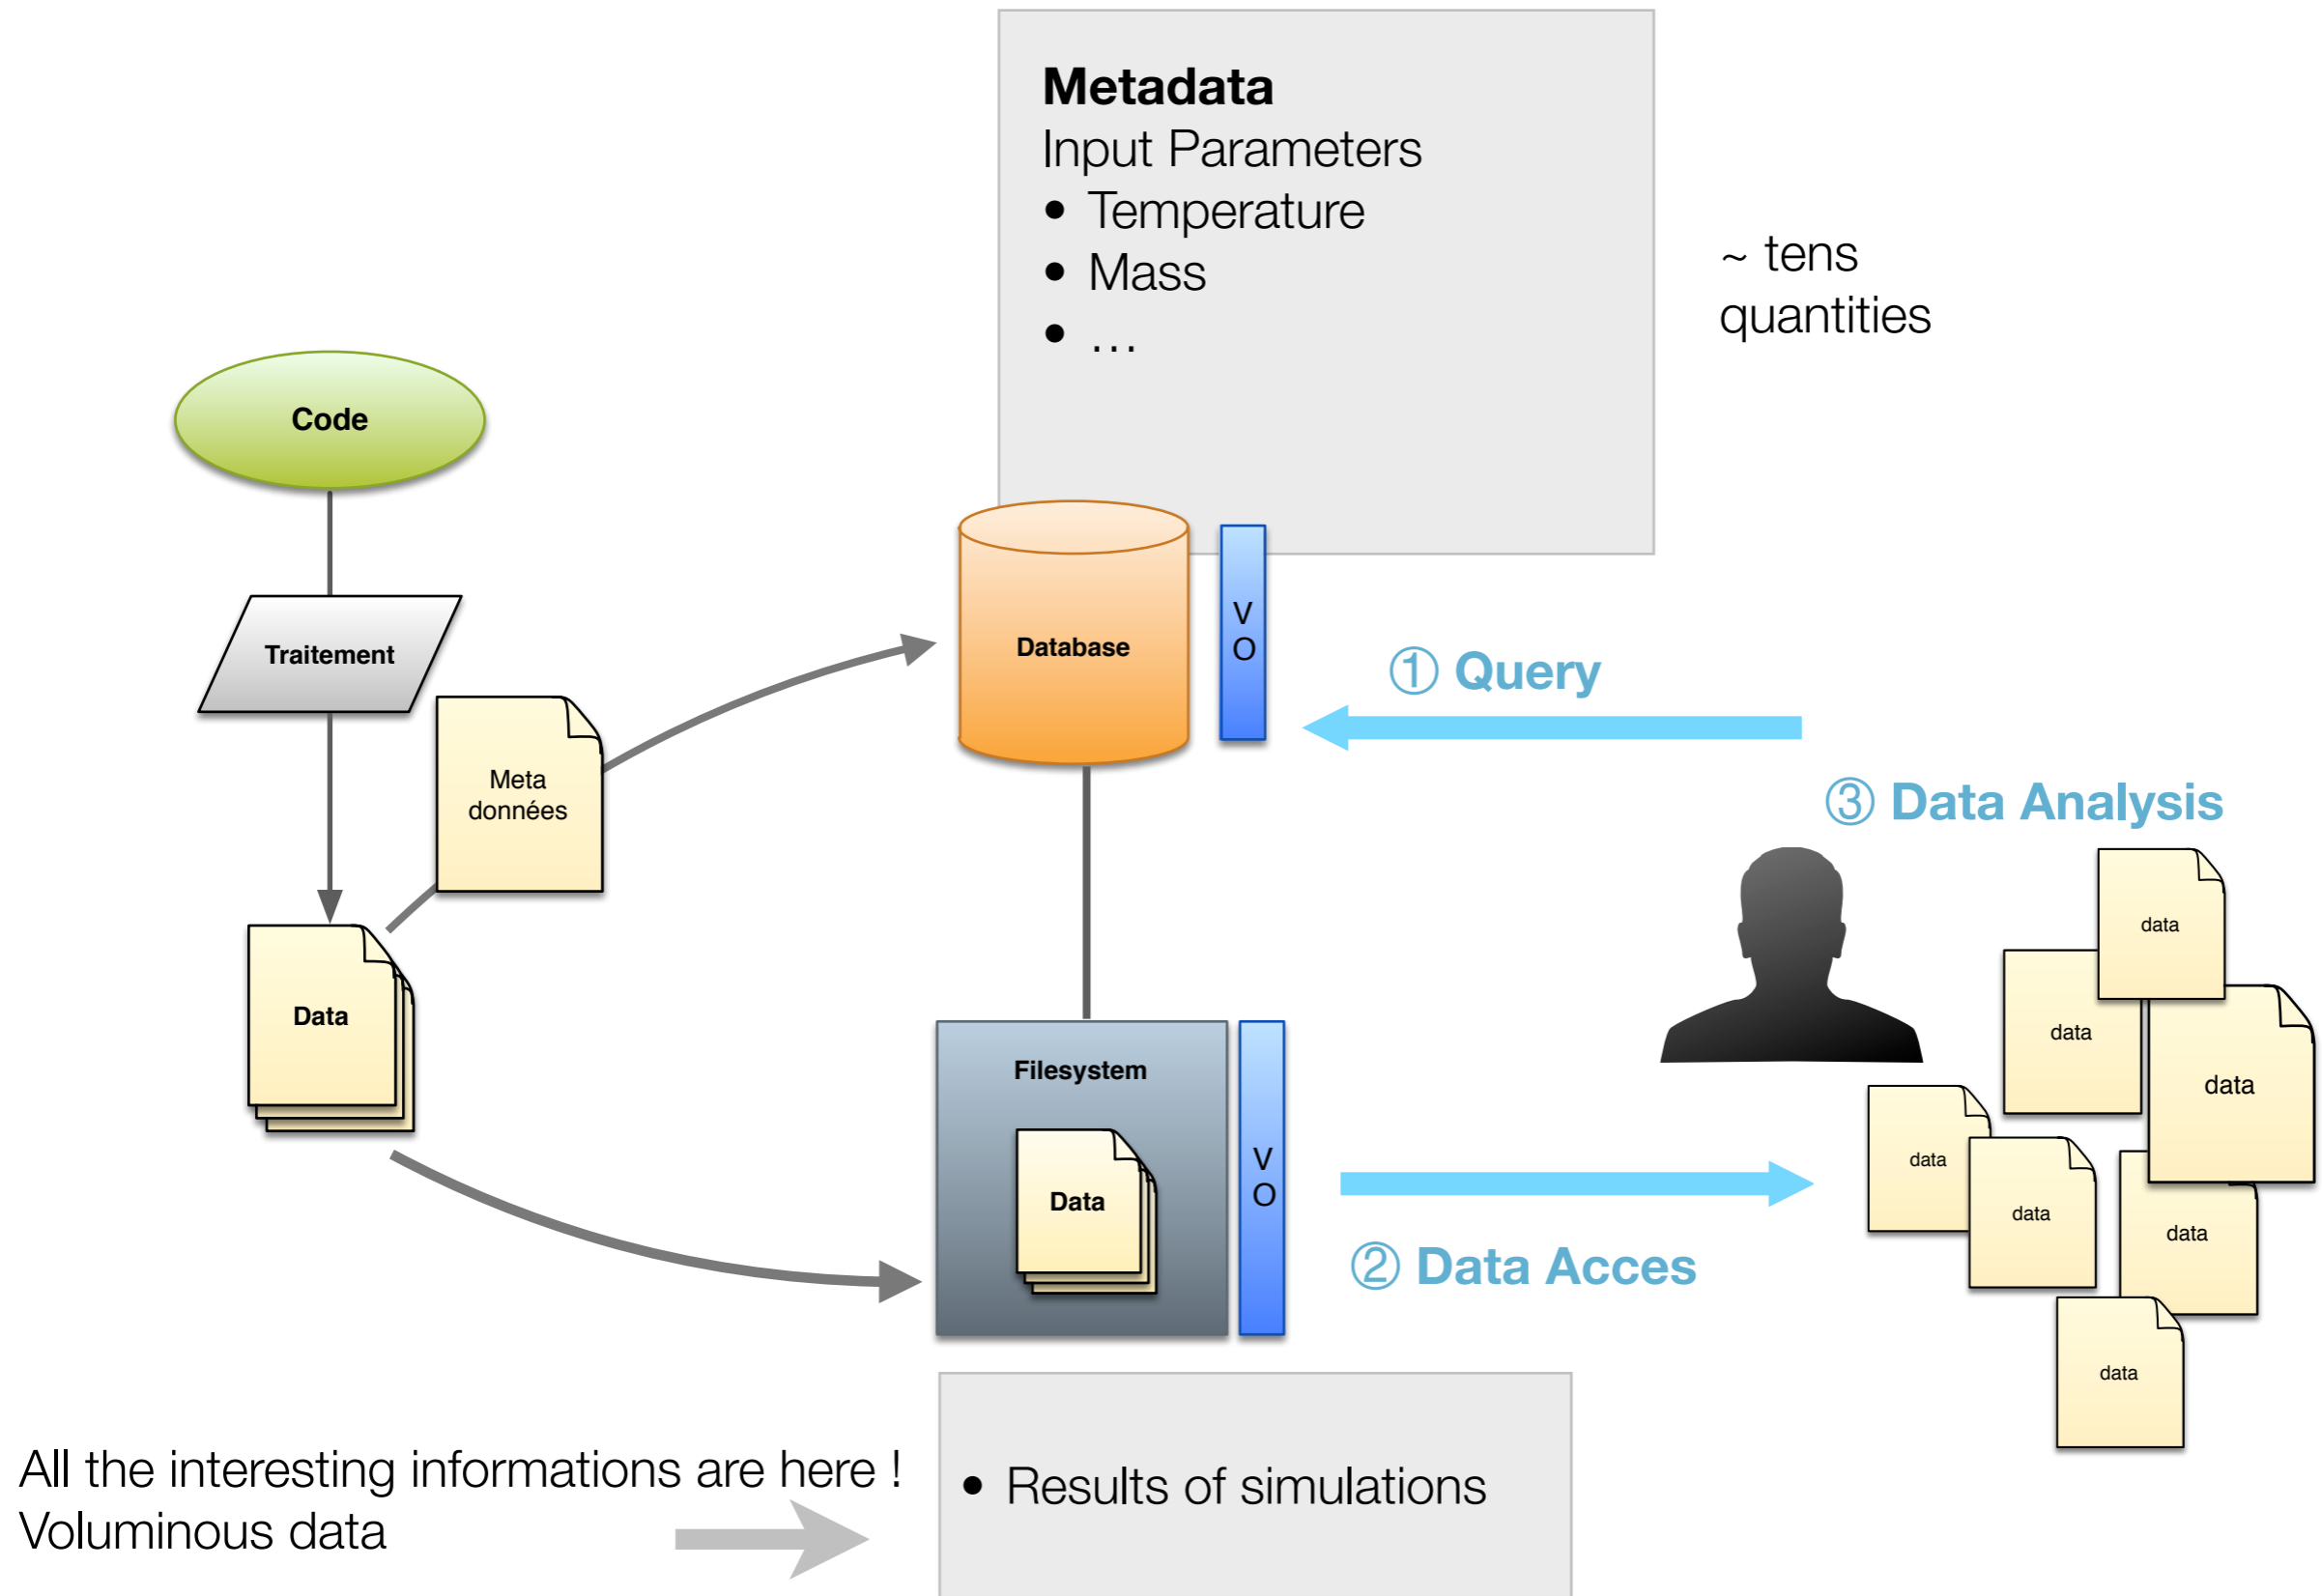 Metadata
Input Parameters
• Temperature
• Mass
• …
~ tens
quantities
Code
Traitement
Meta
données
Data
Database
V
O
① Query
③ Data Analysis
data
data
data
data
data
data
data
Filesystem
Data
V
O
② Data Acces
All the interesting informations are here !
Voluminous data
• Results of simulations